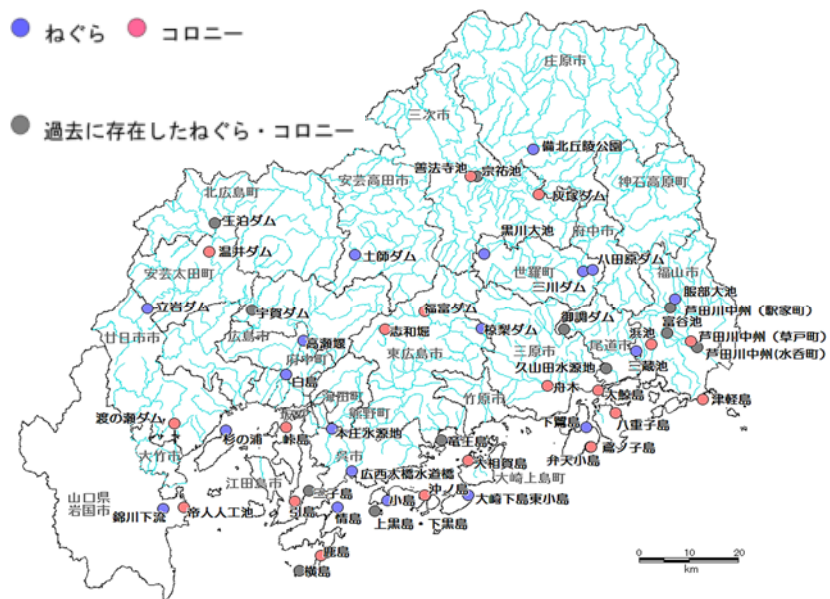 ねぐら
コロニー
過去に存在したねぐら・コロニー
庄原市
三次市
備北丘陵公園
善法寺池
宗祐池
安芸高田市
神石高原町
北広島町
灰塚ダム
府中市
王泊ダム
黒川大池
温井ダム
土師ダム
八田原ダム
世羅町
安芸太田町
三川ダム
福山市
服部大池
立岩ダム
宇賀ダム
福富ダム
御調ダム
芦田川中州(駅家町)
富谷池
廿日市市
広島市
志和堀
椋梨ダム
浜池
芦田川中州(草戸町)
高瀬堰
東広島市
三原市
尾道市
芦田川中州(水呑町)
府中町
三蔵池
久山田水源地
白島
海田町
舟木
大鯨島
津軽島
熊野町
竹原市
渡の瀬ダム
坂町
八重子島
杉の浦
峠島
本庄水源地
下鴨島
竜王島
鳶ノ子島
大竹市
呉市
大相賀島
弁天小島
広西大橋水道橋
大崎上島町
江田島市
三子島
沖ノ島
山口県
岩国市
小島
大崎下島東小島
錦川下流
帝人人工池
引島
情島
上黒島・下黒島
鹿島
横島
0
10
20
km